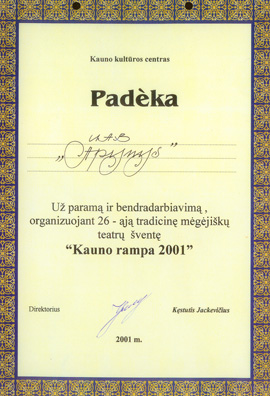 Kauno kultūros centras
Padėka
UAB
Už paramą ir bendradarbiavimą ,
organizuojant 26 - ąją tradicinę mėgėjiškų
teatrų šventę
“Kauno rampa 2001”
Direktorius
Kęstutis Jackevičius
2001 m.